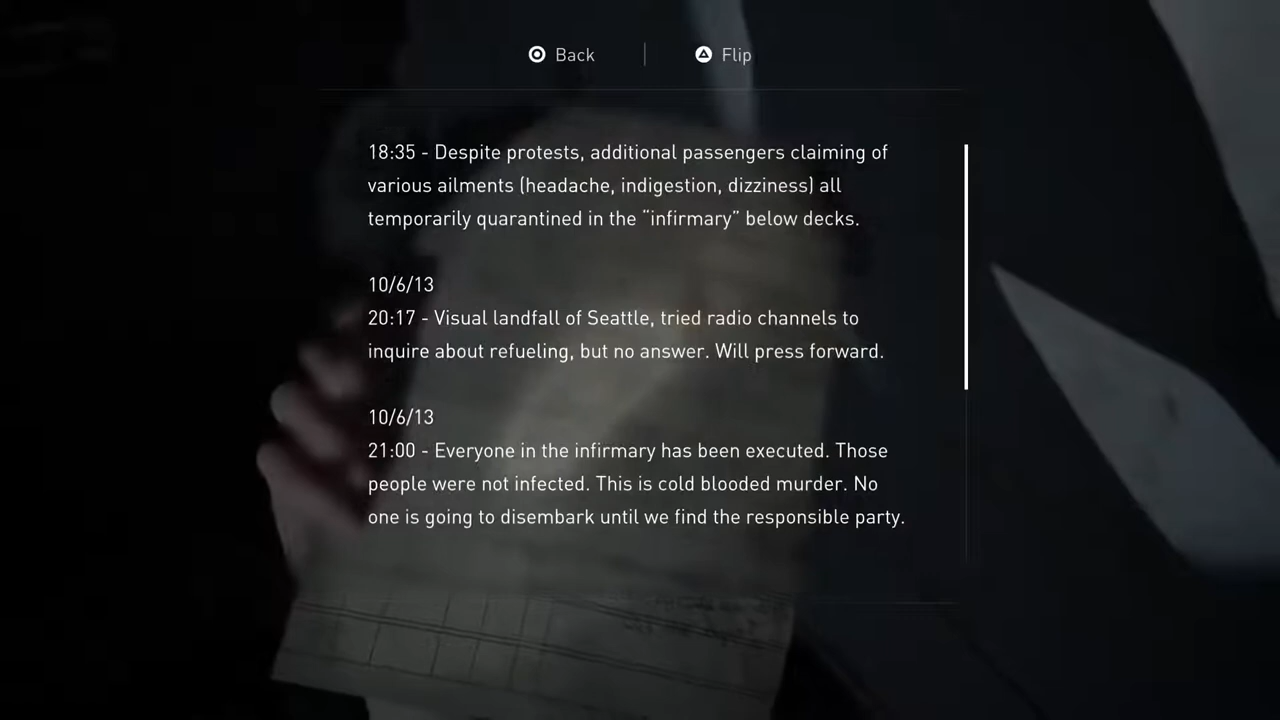 Back
Flip
18:35 - Despite protests, additional passengers claiming of
various ailments (headache, indigestion, dizziness) all
temporarily quarantined in the “infirmary” below decks.
10/6/13
20:17 - Visual landfall of Seattle, tried radio channels to
inquire about refueling, but no answer. Will press forward.
10/6/13
21:00 - Everyone in the infirmary has been executed. Those
people were not infected. This is cold blooded murder. No
one is going to disembark until we find the responsible party.